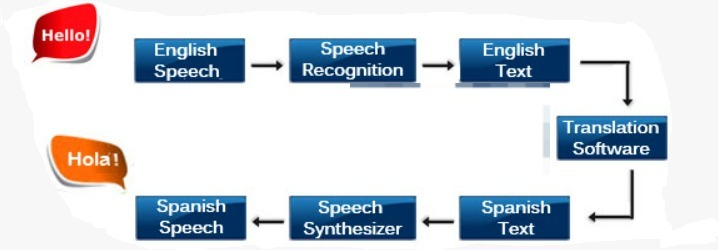 Hello!
English
Speech
Speech
Recognition
English
Text
Translation
Software
Hola!
Spanish
Speech
Speech
Synthesizer
Spanish
Text